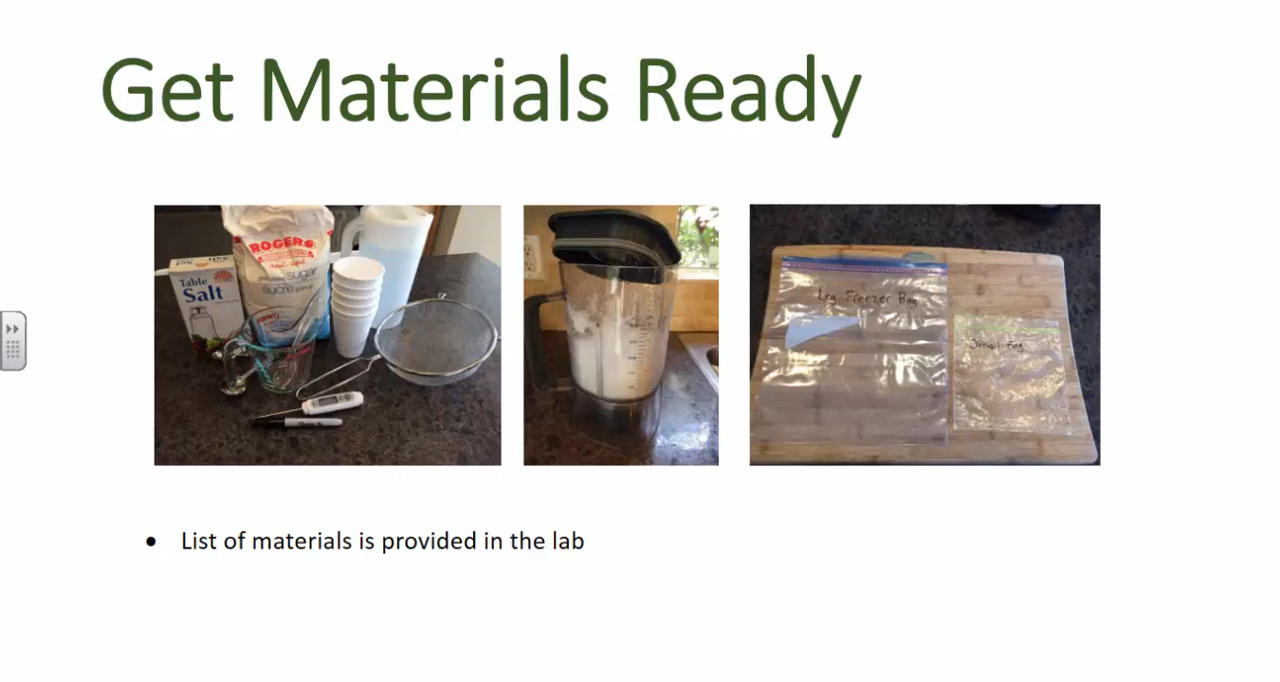 Get Materials Ready
Table
Salt
ROGERS
sugar
sucre
Lrg Freezer Bag
Small Bag
• List of materials is provided in the lab